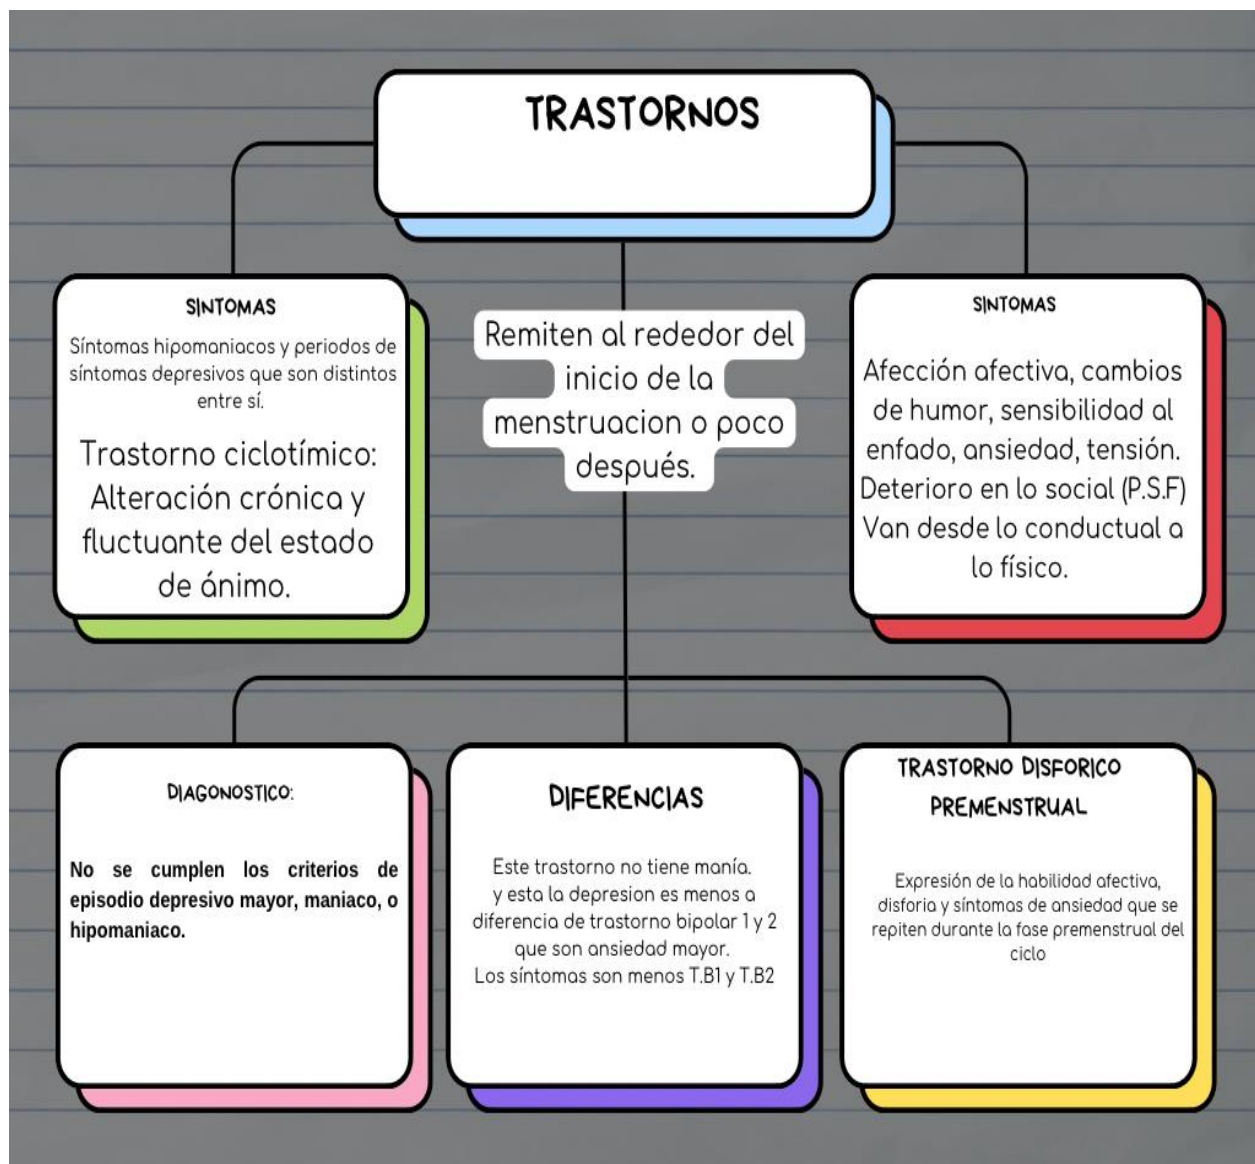 TRASTORNOS
SINTOMAS
Síntomas hipomaniacos y periodos de
síntomas depresivos que son distintos
entre sí.
Trastorno ciclotímico:
Alteración crónica y
fluctuante del estado
de ánimo.
Remiten al rededor del
inicio de la
menstruacion o poco
después.
SINTOMAS
Afección afectiva, cambios
de humor, sensibilidad al
enfado, ansiedad, tensión.
Deterioro en lo social (P.S.F)
Van desde lo conductual a
lo físico.
DIAGONOSTICO:
No se cumplen los criterios de
episodio depresivo mayor, maniaco, o
hipomaniaco.
DIFERENCIAS
Este trastorno no tiene manía.
y esta la depresion es menos a
diferencia de trastorno bipolar 1 y 2
que son ansiedad mayor.
Los síntomas son menos T.B1 y T.B2
TRASTORNO DISFORICO
PREMENSTRUAL
Expresión de la habilidad afectiva,
disforia y síntomas de ansiedad que se
repiten durante la fase premenstrual del
ciclo